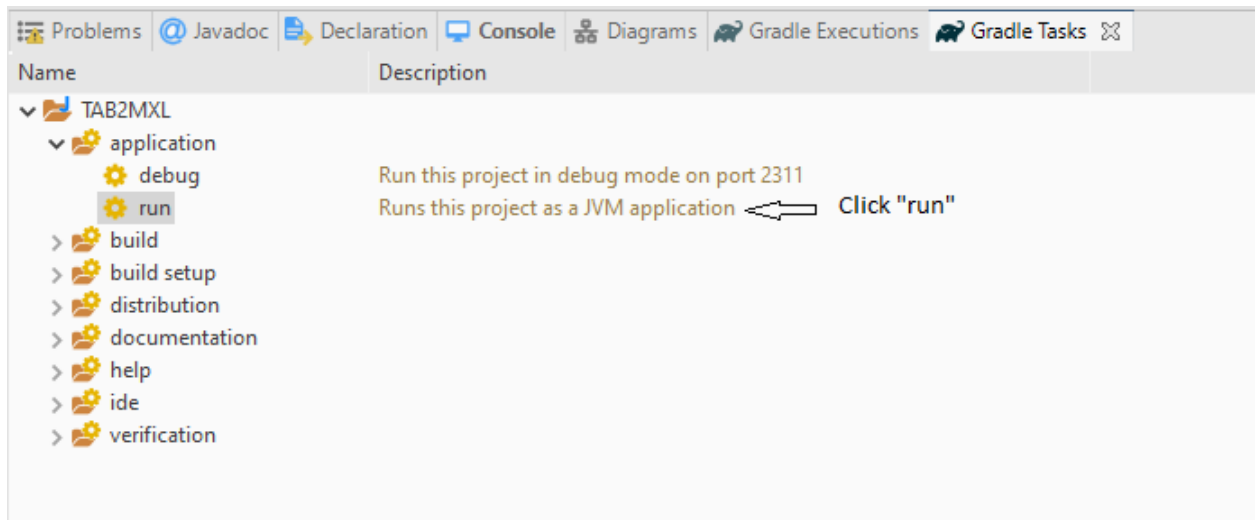 Problems @ Javadoc Declaration Console Diagrams Gradle Executions Gradle Tasks
Name Description
TAB2MXL
application
debug Run this project in debug mode on port 2311
run Runs this project as a JVM application Click "run"
build
build setup
distribution
documentation
help
ide
verification